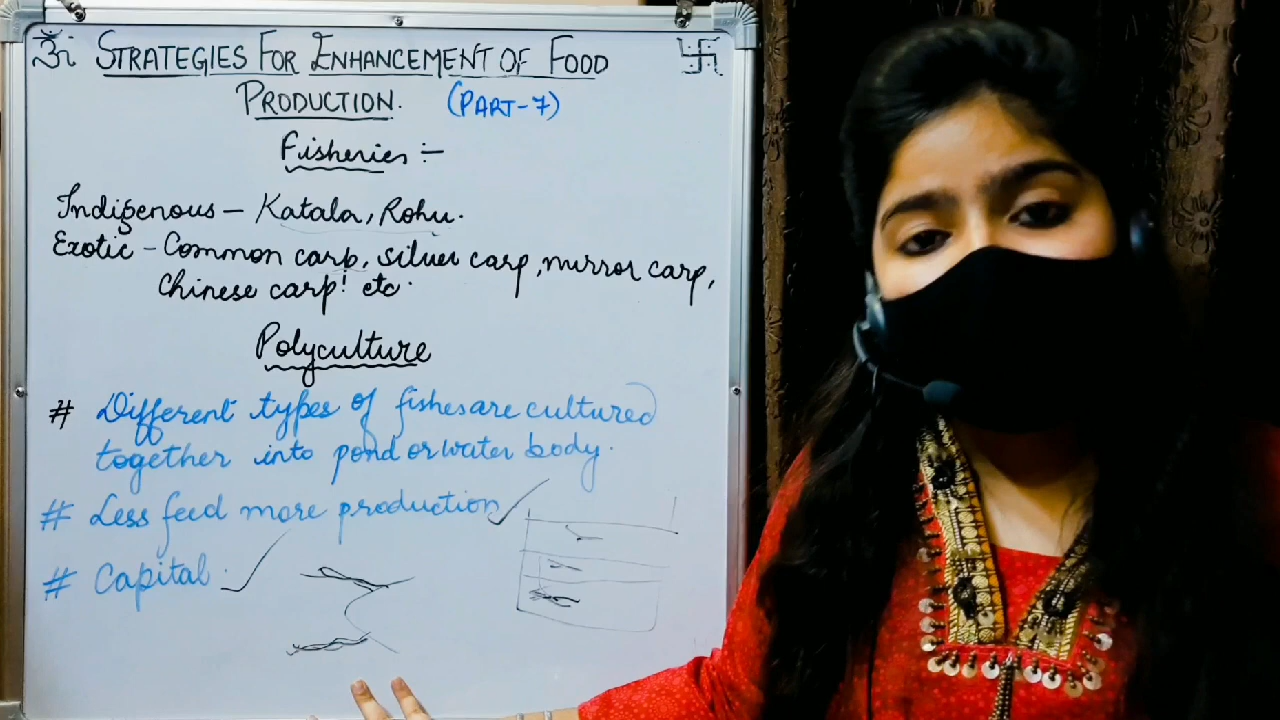 ॐ STRATEGIES FOR ENHANCEMENT OF FOOD 卐
PRODUCTION. (PART-7)
Fisheries :-
Indigenous - Katala, Rohu.
Exotic - Common carp, silver carp, mirror carp,
Chinese carp! etc.
Polyculture
# Different types of fishes are cultured
together into pond or water body.
# Less feed more production
# Capital.